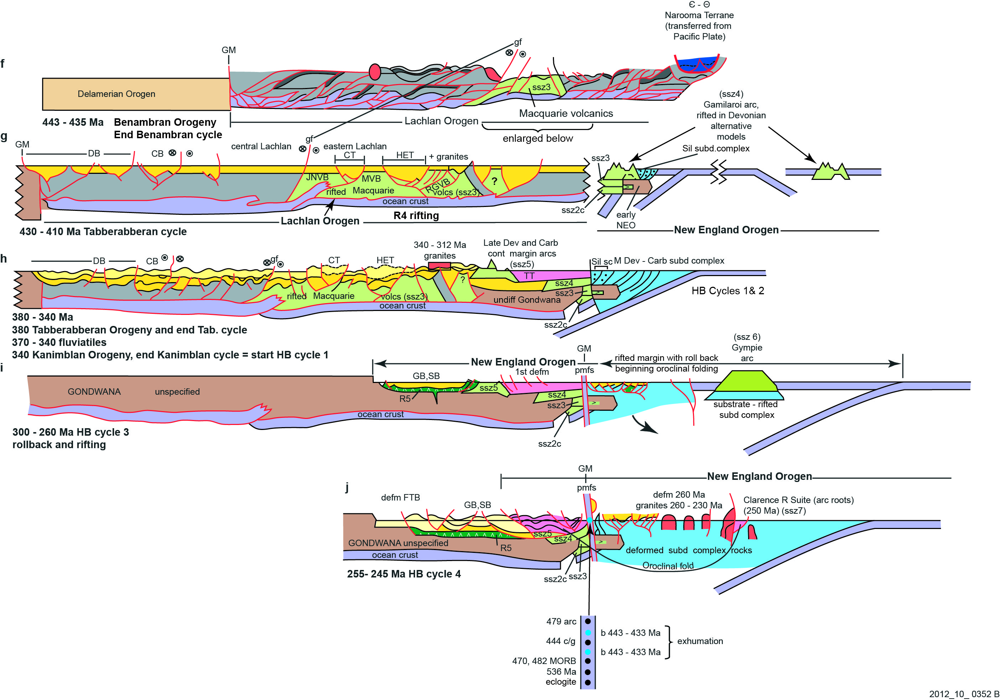 Є - Θ
Narooma Terrane
(transferred from
Pacific Plate)
gf
GM
f
Delamerian Orogen
ssz3
(ssz4)
Gamilaroi arc,
rifted in Devonian
alternative
models
443 - 435 Ma Benambran Orogeny
End Benambran cycle
Lachlan Orogen
Macquarie volcanics
enlarged below
g
GM
DB
CB
central Lachlan
gf
eastern Lachlan
CT
HET
+ granites
Sil subd.complex
ssz3
JNVB
MVB
RGVB
?
rifted Macquarie volcs (ssz3)
ocean crust
ssz2c
early
NEO
R4 rifting
Lachlan Orogen
New England Orogen
430 - 410 Ma Tabberabberan cycle
h
DB
CB
gf
CT
HET
340 - 312 Ma
granites
Late Dev and Carb
cont margin arcs
(ssz5)
Sil sc
M Dev - Carb subd complex
TT
?
ssz4
ssz3
rifted Macquarie volcs (ssz3)
undiff Gondwana
ocean crust
ssz2c
HB Cycles 1& 2
380 - 340 Ma
380 Tabberabberan Orogeny and end Tab. cycle
370 - 340 fluviatiles
340 Kanimblan Orogeny, end Kanimblan cycle = start HB cycle 1
(ssz 6)
Gympie
arc
i
GM
New England Orogen
pmfs
rifted margin with roll back
beginning oroclinal folding
1st defm
GB,SB
GONDWANA unspecified
R5
ssz5
ssz4
ssz3
>
substrate - rifted
subd complex
ocean crust
ssz2c
300 - 260 Ma HB cycle 3
rollback and rifting
j
GM
New England Orogen
pmfs
defm FTB
GB,SB
defm 260 Ma
granites 260 - 230 Ma
Clarence R Suite (arc roots)
(250 Ma) (ssz7)
ssz5
ssz4
>
GONDWANA unspecified
R5
deformed subd complex rocks
ocean crust
Oroclinal fold
ssz2c
ssz3
255- 245 Ma HB cycle 4
479 arc
b 443 - 433 Ma
444 c/g
exhumation
b 443 - 433 Ma
470, 482 MORB
536 Ma
eclogite
2012_10_ 0352 B